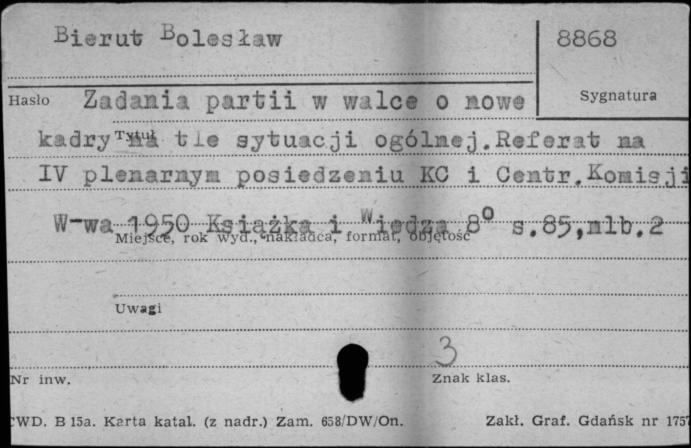 Bierut Bolesław
8868
Hasło
Sygnatura
Zadania partii w walce o nowe
Tytuł
kadry na tle sytuacji ogólnej.Referat na
IV plenarnym posiedzeniu KC i Centr.Komisji
W-wa 1950 Książka i Wiedza 8° s.85,nlb.2
Miejsce, rok wyd., nakładca, format, objętość
Uwagi
3
Nr inw.
Znak klas.
CWD. B 15a. Karta katal. (z nadr.) Zam. 658/DW/On.
Zakł. Graf. Gdańsk nr 1757